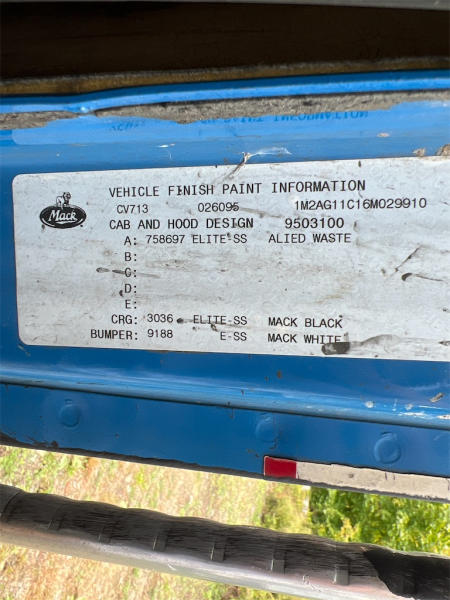 VEHICLE FINISH PAINT INFORMATION
Mack
CV713 026095 1M2AG11C16M029910
CAB AND HOOD DESIGN 9503100
A: 758697 ELITE-SS ALIED WASTE
B:
C:
D:
E:
CRG: 3036 ELITE-SS MACK BLACK
BUMPER: 9188 E-SS MACK WHITE